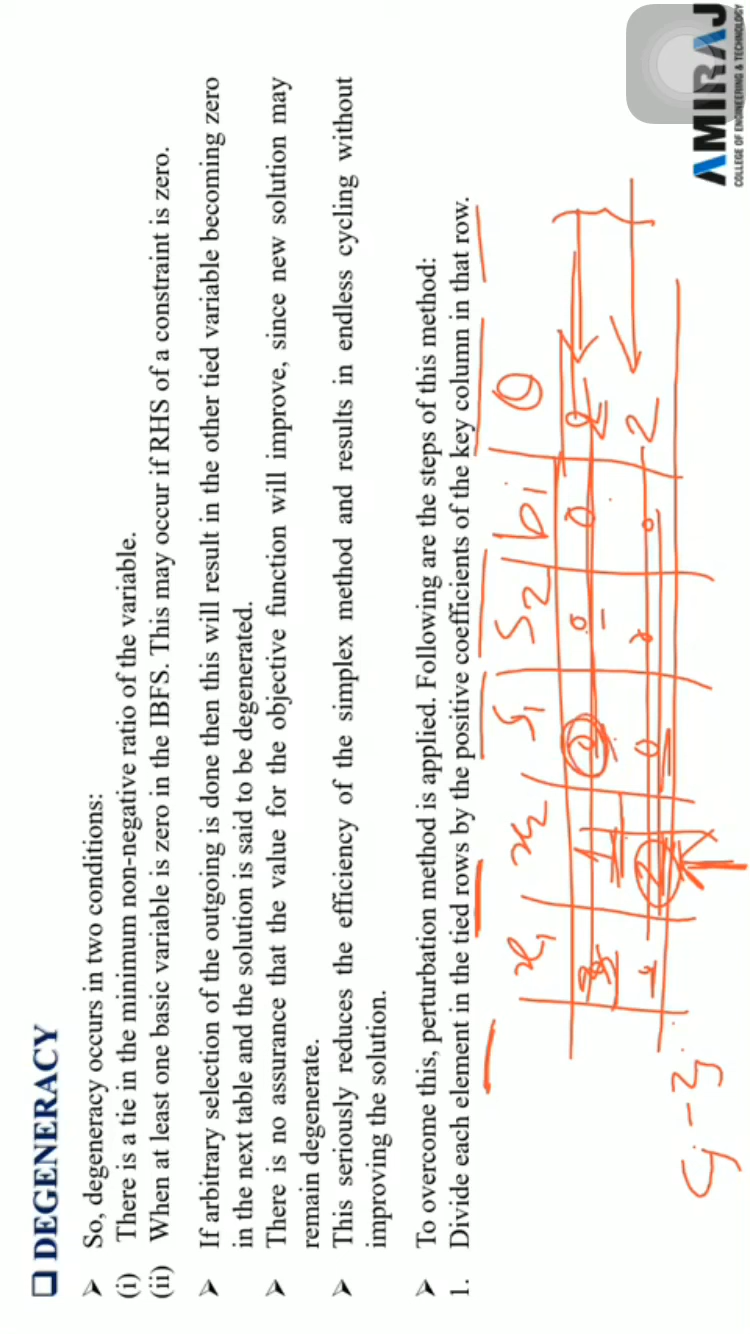 DEGENERACY
➤ So, degeneracy occurs in two conditions:
(i) There is a tie in the minimum non-negative ratio of the variable.
(ii) When at least one basic variable is zero in the IBFS. This may occur if RHS of a constraint is zero.
➤ If arbitrary selection of the outgoing is done then this will result in the other tied variable becoming zero
in the next table and the solution is said to be degenerated.
➤ There is no assurance that the value for the objective function will improve, since new solution may
remain degenerate.
➤ This seriously reduces the efficiency of the simplex method and results in endless cycling without
improving the solution.
➤ To overcome this, perturbation method is applied. Following are the steps of this method:
1. Divide each element in the tied rows by the positive coefficients of the key column in that row.
x1 x2 S1 S2 bi θ
AMIRAJ
COLLEGE OF ENGINEERING & TECHNOLOGY